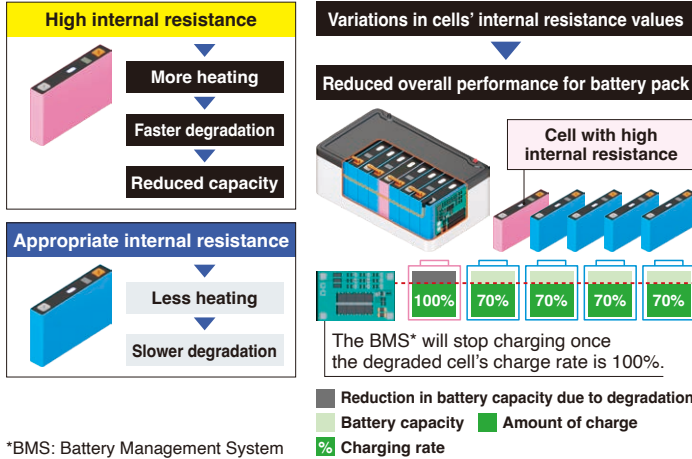 High internal resistance
More heating
Faster degradation
Reduced capacity
Appropriate internal resistance
Less heating
Slower degradation
*BMS: Battery Management System
Variations in cells’ internal resistance values
Reduced overall performance for battery pack
Cell with high
internal resistance
100% 70% 70% 70% 70%
The BMS* will stop charging once
the degraded cell’s charge rate is 100%.
Reduction in battery capacity due to degradation
Battery capacity Amount of charge
% Charging rate